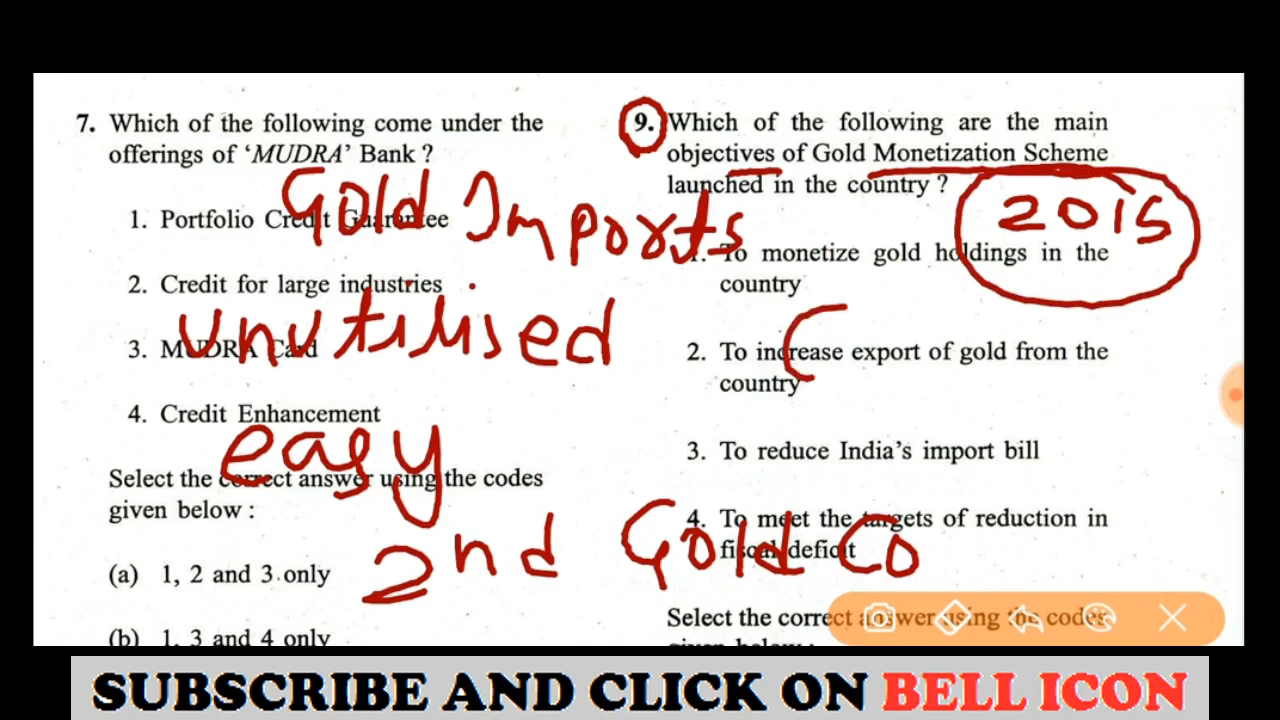 7. Which of the following come under the
offerings of 'MUDRA' Bank ?
1. Portfolio Credit Guarantee
2. Credit for large industries
3. MUDRA Card
4. Credit Enhancement
Select the correct answer using the codes
given below :
(a) 1, 2 and 3 only
(b) 1, 3 and 4 only
Gold Imports
unutilised
easy
2nd Gold Co
9. Which of the following are the main
objectives of Gold Monetization Scheme
launched in the country ?
2015
1. To monetize gold holdings in the
country
2. To increase export of gold from the
country
3. To reduce India's import bill
4. To meet the targets of reduction in
fiscal deficit
Select the correct answer using the codes
given below :
SUBSCRIBE AND CLICK ON BELL ICON